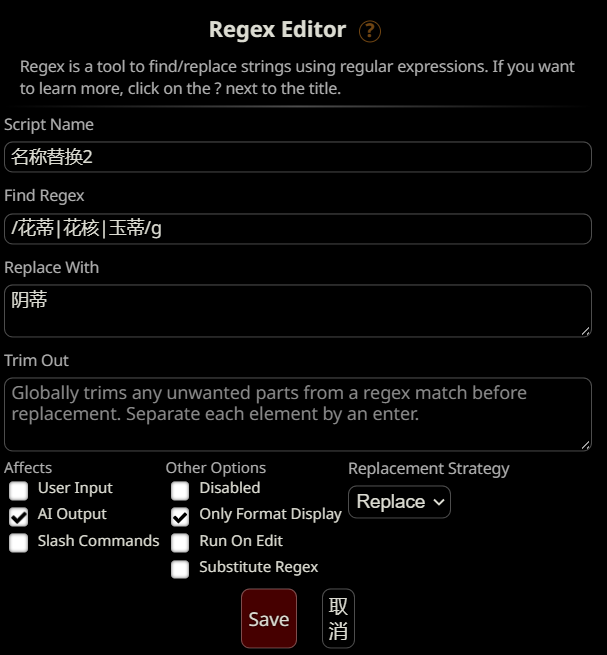 Regex Editor ?
Regex is a tool to find/replace strings using regular expressions. If you want
to learn more, click on the ? next to the title.
Script Name
名称替换2
Find Regex
/花蒂|花核|玉蒂/g
Replace With
阴蒂
Trim Out
Globally trims any unwanted parts from a regex match before
replacement. Separate each element by an enter.
Affects
User Input
AI Output
Slash Commands
Other Options
Disabled
Only Format Display
Run On Edit
Substitute Regex
Replacement Strategy
Replace
Save
取
消